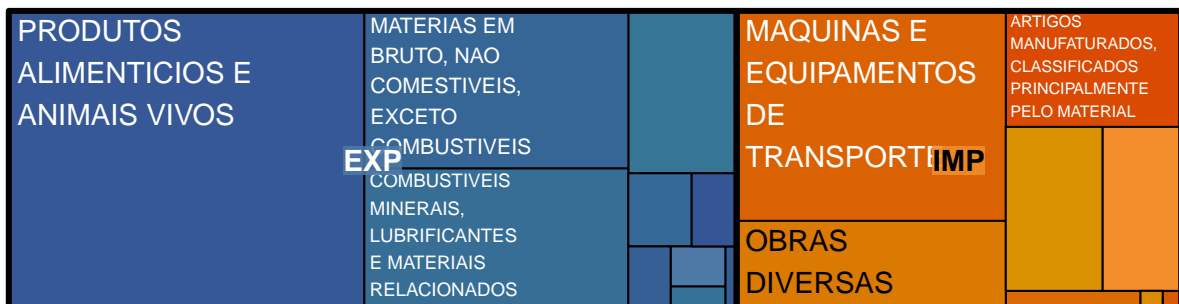 PRODUTOS
ALIMENTICIOS E
ANIMAIS VIVOS
MATERIAS EM
BRUTO, NAO
COMESTIVEIS,
EXCETO
COMBUSTIVEIS
EXP
COMBUSTIVEIS
MINERAIS,
LUBRIFICANTES
E MATERIAIS
RELACIONADOS
MAQUINAS E
EQUIPAMENTOS
DE
TRANSPORTE
IMP
OBRAS
DIVERSAS
ARTIGOS
MANUFATURADOS,
CLASSIFICADOS
PRINCIPALMENTE
PELO MATERIAL